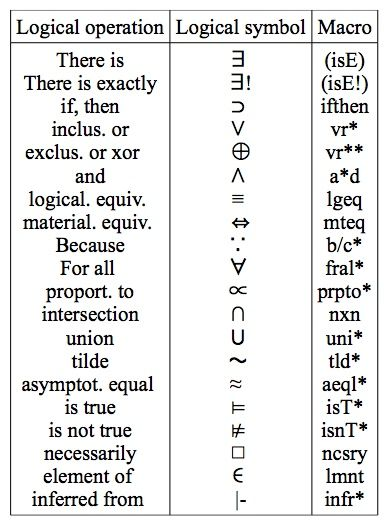 Logical operation Logical symbol Macro
There is ∃ (isE)
There is exactly ∃! (isE!)
if, then ⊃ ifthen
inclus. or ∨ vr*
exclus. or xor ⊕ vr**
and ∧ a*d
logical. equiv. ≡ lgeq
material. equiv. ⇔ mteq
Because ∵ b/c*
For all ∀ fral*
proport. to ∝ prpto*
intersection ∩ nxn
union ∪ uni*
tilde ∼ tld*
asymptot. equal ≈ aeql*
is true ⊨ isT*
is not true ⊭ isnT*
necessarily □ ncsry
element of ϵ lmnt
inferred from |- infr*